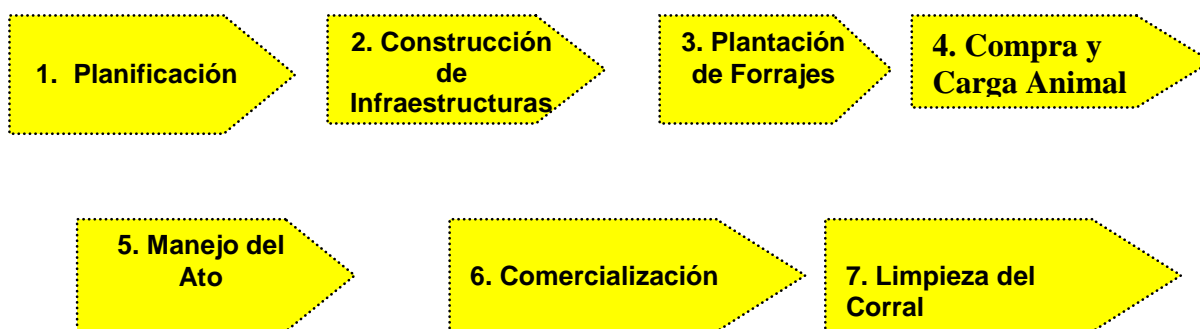 1. Planificación
2. Construcción
de
Infraestructuras
3. Plantación
de Forrajes
4. Compra y
Carga Animal
5. Manejo del
Ato
6. Comercialización
7. Limpieza del
Corral